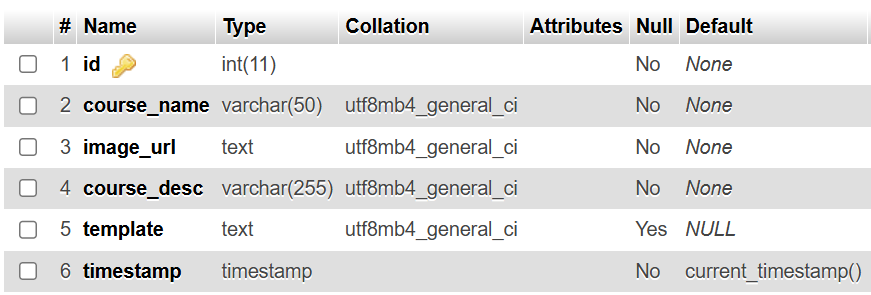 # Name Type Collation Attributes Null Default
1 id int(11) No None
2 course_name varchar(50) utf8mb4_general_ci No None
3 image_url text utf8mb4_general_ci No None
4 course_desc varchar(255) utf8mb4_general_ci No None
5 template text utf8mb4_general_ci Yes NULL
6 timestamp timestamp No current_timestamp()